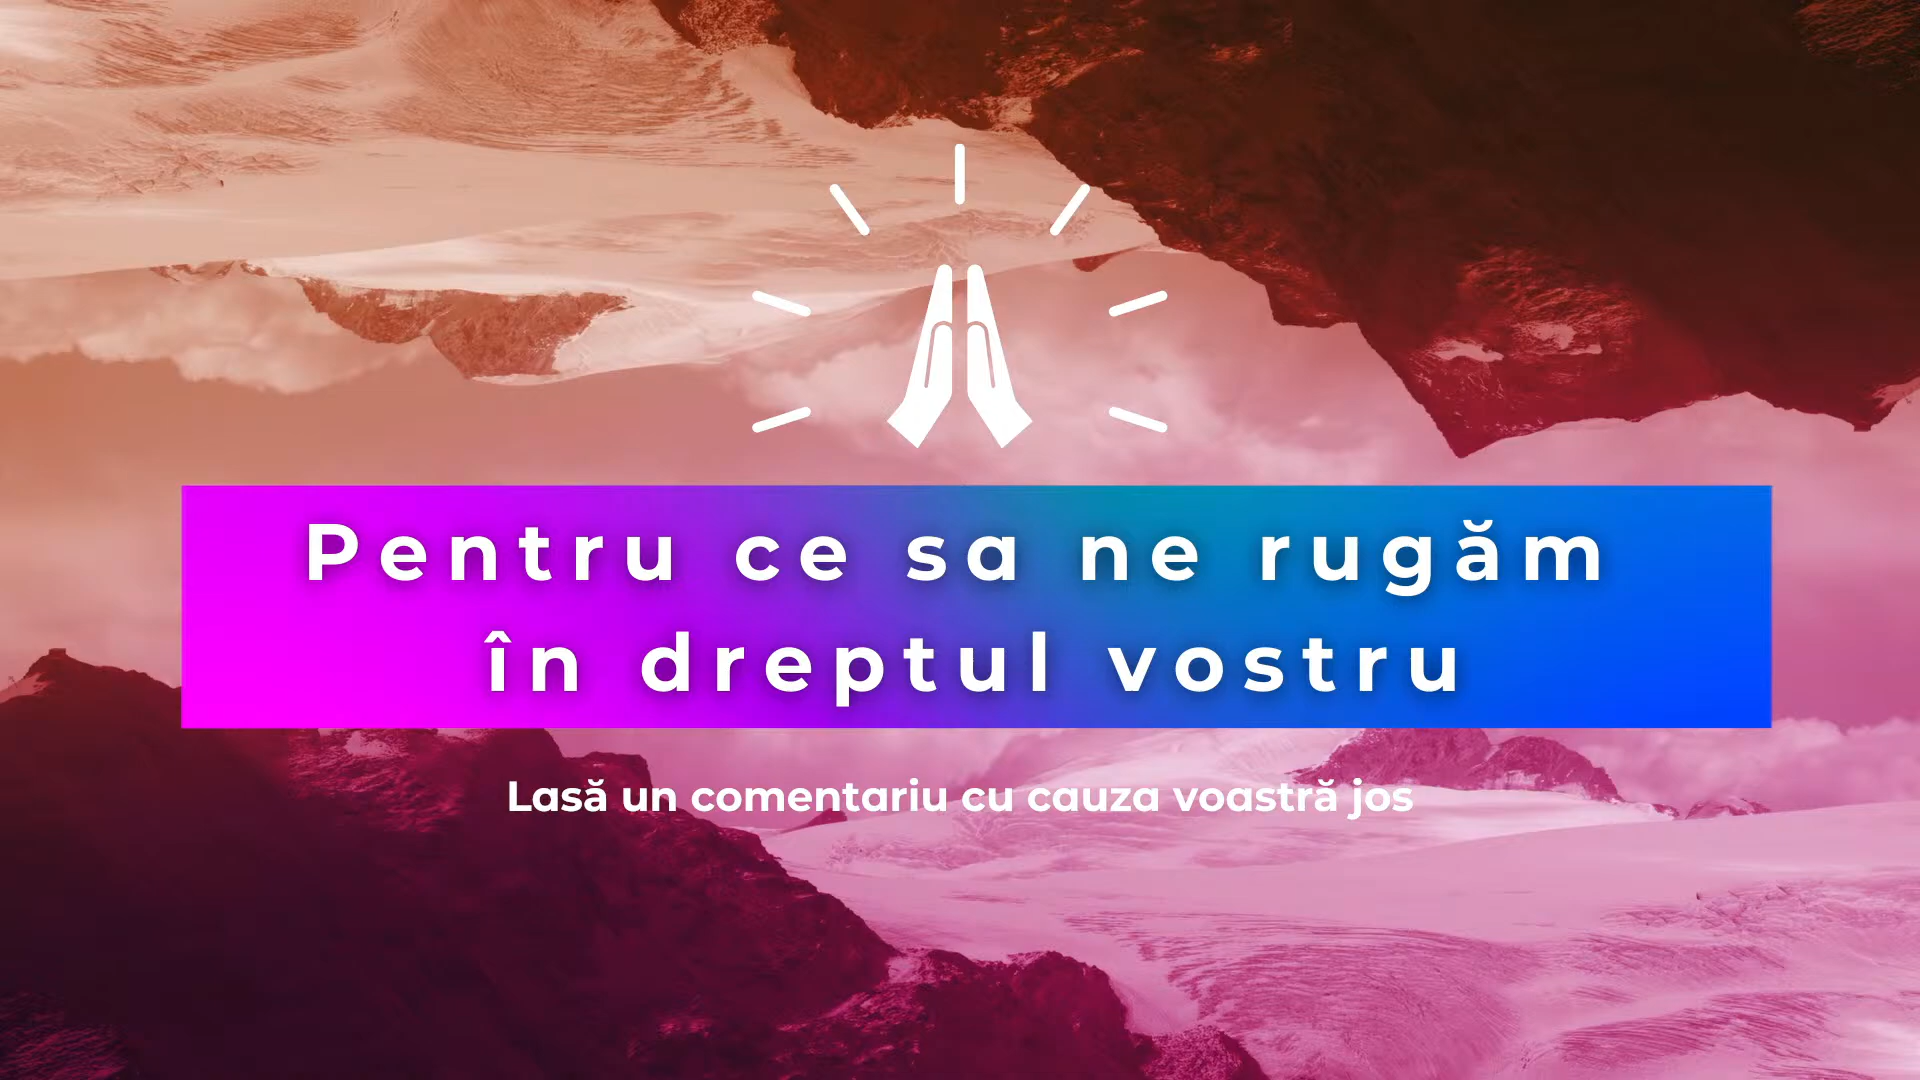 Pentru ce sa ne rugăm
în dreptul vostru
Lasă un comentariu cu cauza voastră jos